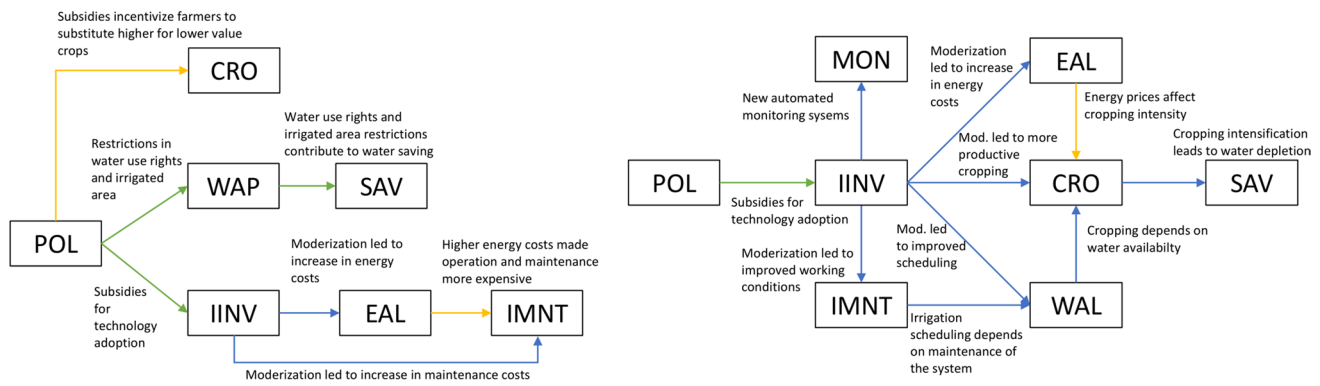 Subsidies incentivize farmers to
substitute higher for lower value
crops
CRO
Restrictions in
water use rights
and irrigated
area
WAP
Water use rights and
irrigated area restrictions
contribute to water saving
SAV
POL
Subsidies
for
technology
adoption
IINV
Moderization led to
increase in energy
costs
EAL
Higher energy costs made
operation and maintenance
more expensive
IMNT
Moderization led to increase in maintenance costs
MON
New automated
monitoring sysems
Moderization
led to increase
in energy
costs
EAL
Energy prices affect
cropping intensity
Mod. led to more
productive
cropping
Cropping intensification
leads to water depletion
POL
Subsidies for
technology adoption
IINV
CRO
SAV
Mod. led
to improved
scheduling
Cropping depends on
water availabilty
Moderization led to
improved working
conditions
IMNT
Irrigation
scheduling depends
on maintenance of
the system
WAL